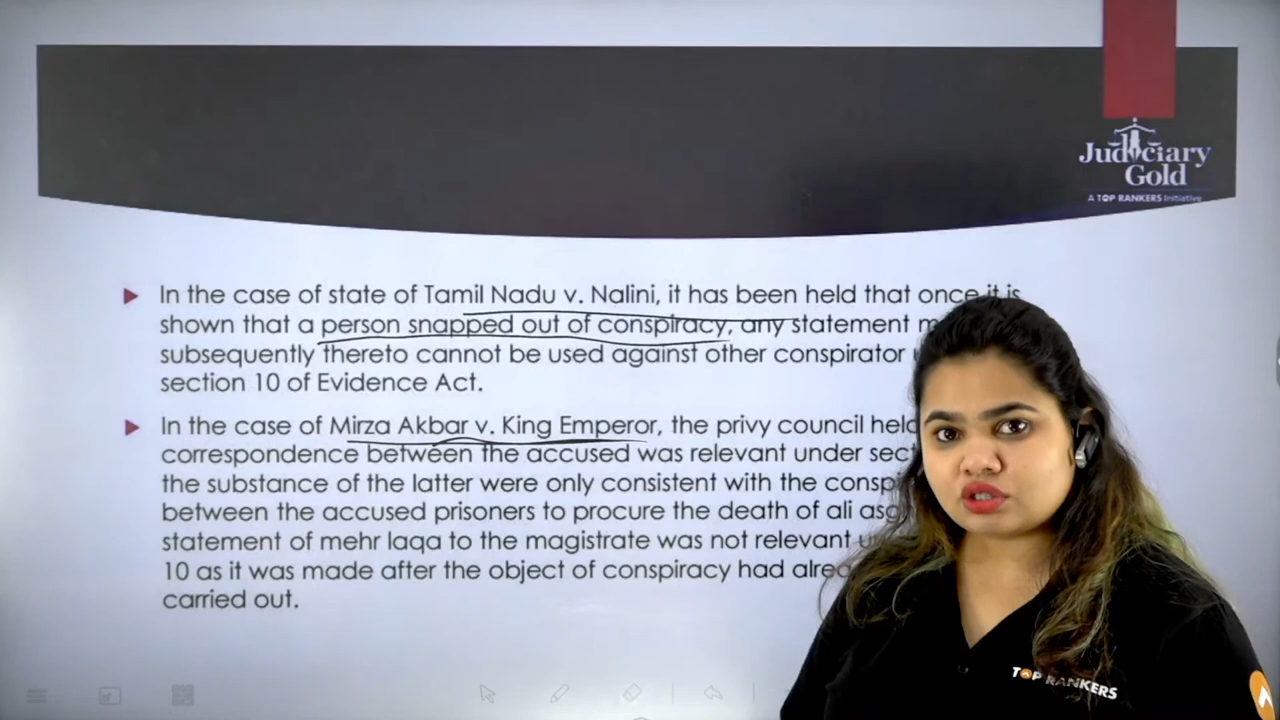 Judiciary
Gold
A TOP RANKERS Initiative
In the case of state of Tamil Nadu v. Nalini, it has been held that once it is
shown that a person snapped out of conspiracy, any statement
subsequently thereto cannot be used against other conspirator
section 10 of Evidence Act.
In the case of Mirza Akbar v. King Emperor, the privy council held
correspondence between the accused was relevant under
the substance of the latter were only consistent with the
between the accused prisoners to procure the death of ali
statement of mehr laqa to the magistrate was not relevant
10 as it was made after the object of conspiracy had
carried out.
TOP RANKERS